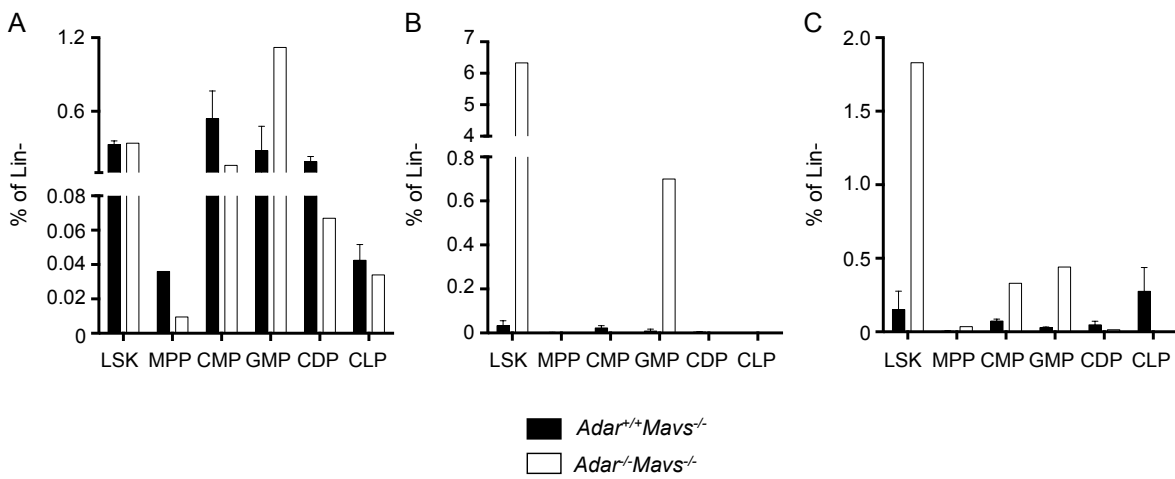 A
% of Lin-
1.2
0.6
0.08
0.06
0.04
0.02
0
LSK MPP CMP GMP CDP CLP
B
% of Lin-
7
6
5
4
0.8
0.6
0.4
0.2
0
LSK MPP CMP GMP CDP CLP
C
% of Lin-
2.0
1.5
1.0
0.5
0
LSK MPP CMP GMP CDP CLP
Adar+/+Mavs-/-
Adar-/-Mavs-/-